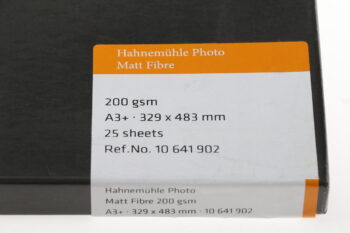 Hahnemühle Photo
Matt Fibre
200 gsm
A3+ · 329 x 483 mm
25 sheets
Ref.No. 10 641 902
Hahnemühle Photo
Matt Fibre 200 gsm
A3+ · 329 x 483 mm · 10 641 902